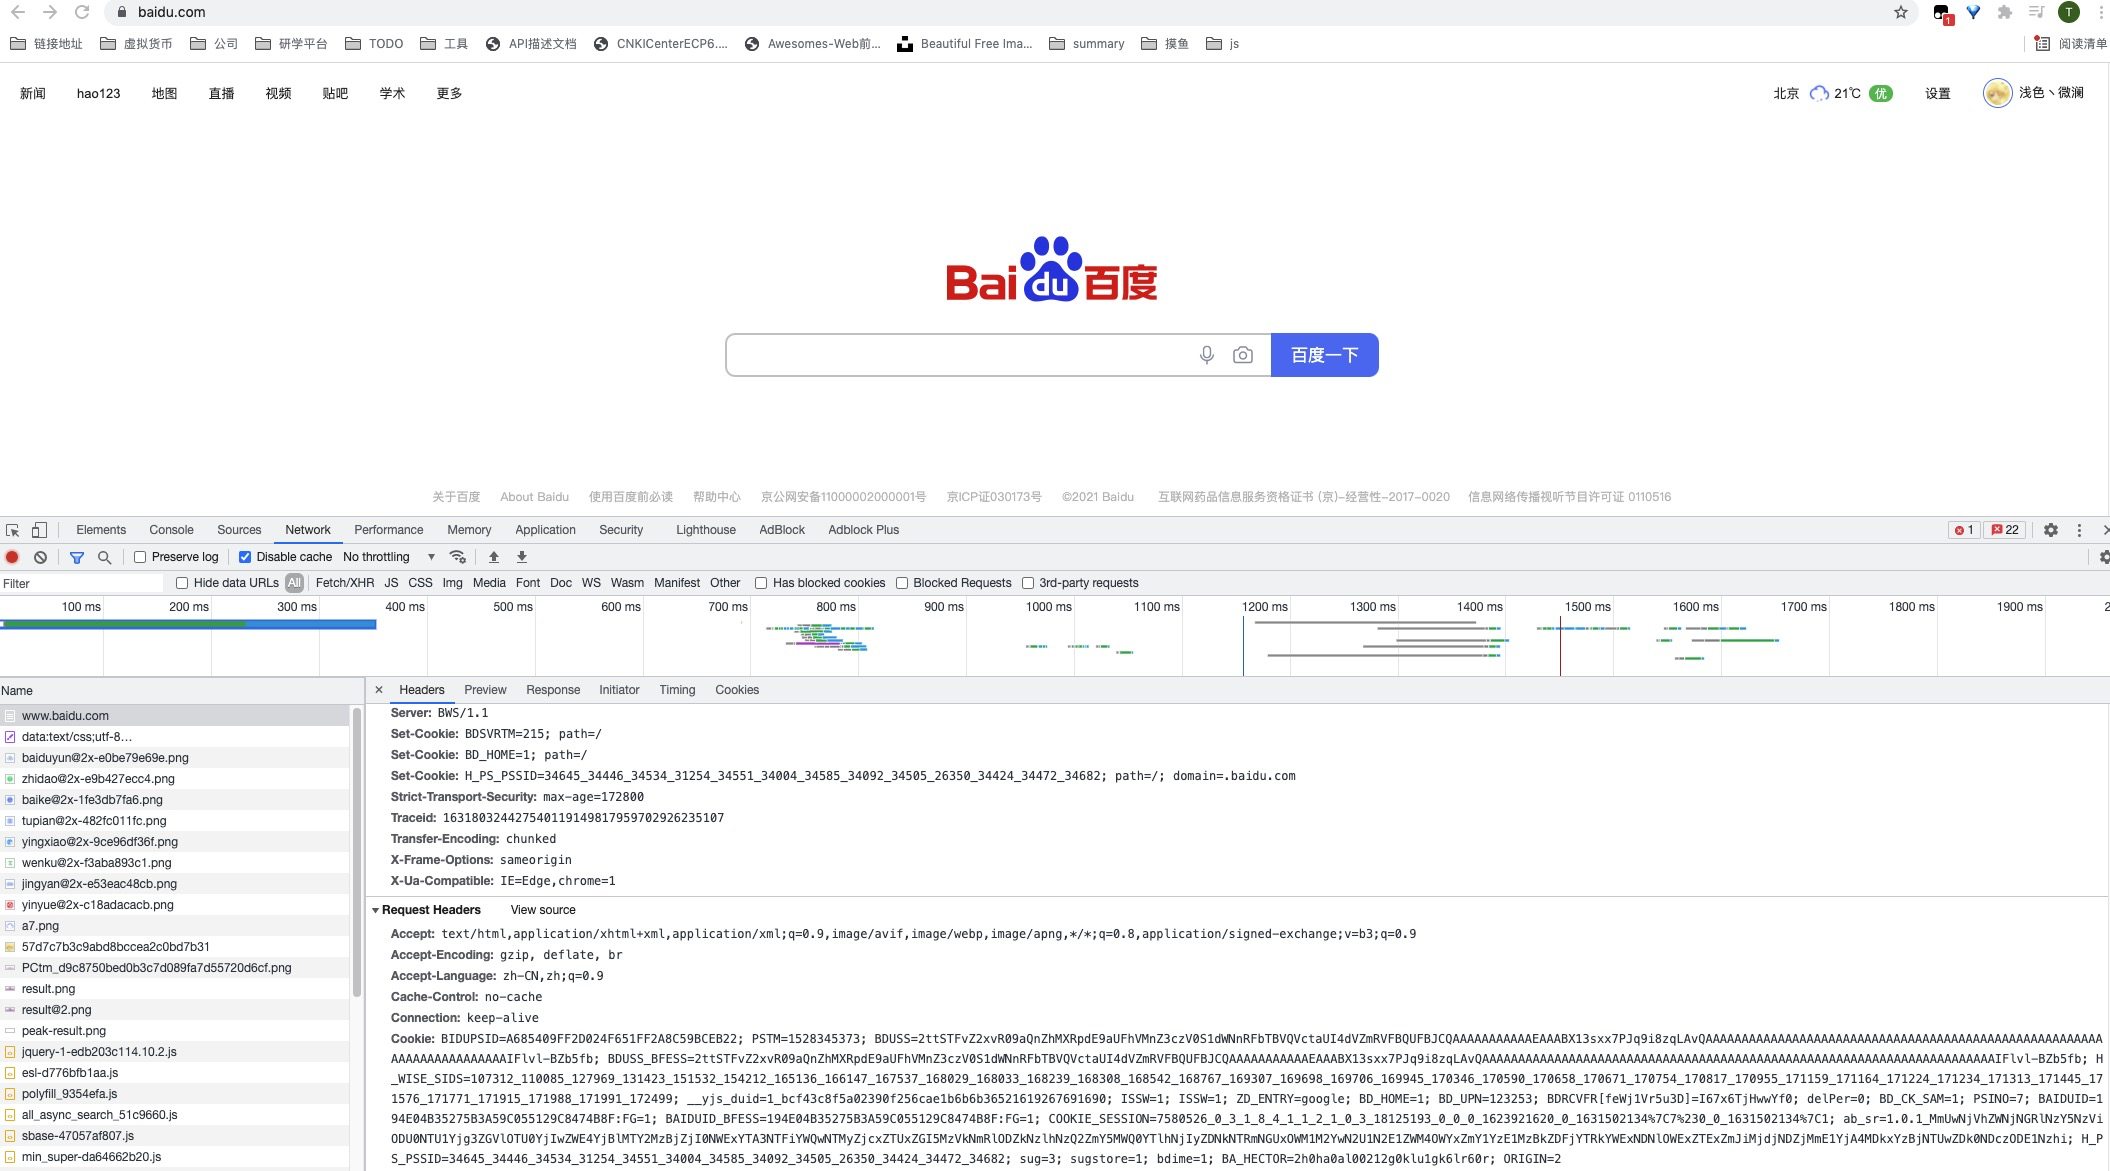 baidu.com
1
T
链接地址 虚拟货币 公司 研学平台 TODO 工具 API描述文档 CNKICenterECP6.... Awesomes-Web前... Beautiful Free Ima... summary 摸鱼 js 阅读清单
新闻 hao123 地图 直播 视频 贴吧 学术 更多 北京 21℃ 优 设置 浅色丶微澜
Bai du 百度
百度一下
关于百度 About Baidu 使用百度前必读 帮助中心 京公网安备11000002000001号 京ICP证030173号 ©2021 Baidu 互联网药品信息服务资格证书 (京)-经营性-2017-0020 信息网络传播视听节目许可证 0110516
Elements Console Sources Network Performance Memory Application Security Lighthouse AdBlock Adblock Plus 1 22
Preserve log Disable cache No throttling
Filter Hide data URLs All Fetch/XHR JS CSS Img Media Font Doc WS Wasm Manifest Other Has blocked cookies Blocked Requests 3rd-party requests
100 ms 200 ms 300 ms 400 ms 500 ms 600 ms 700 ms 800 ms 900 ms 1000 ms 1100 ms 1200 ms 1300 ms 1400 ms 1500 ms 1600 ms 1700 ms 1800 ms 1900 ms 2
Name
www.baidu.com
data:text/css;utf-8…
baiduyun@2x-e0be79e69e.png
zhidao@2x-e9b427ecc4.png
baike@2x-1fe3db7fa6.png
tupian@2x-482fc011fc.png
yingxiao@2x-9ce96df36f.png
wenku@2x-f3aba893c1.png
jingyan@2x-e53eac48cb.png
yinyue@2x-c18adacacb.png
a7.png
57d7c7b3c9abd8bccea2c0bd7b31
PCtm_d9c8750bed0b3c7d089fa7d55720d6cf.png
result.png
result@2.png
peak-result.png
jquery-1-edb203c114.10.2.js
esl-d776bfb1aa.js
polyfill_9354efa.js
all_async_search_51c9660.js
sbase-47057af807.js
min_super-da64662b20.js
Headers Preview Response Initiator Timing Cookies
Server: BWS/1.1
Set-Cookie: BDSVRTM=215; path=/
Set-Cookie: BD_HOME=1; path=/
Set-Cookie: H_PS_PSSID=34645_34446_34534_31254_34551_34004_34585_34092_34505_26350_34424_34472_34682; path=/; domain=.baidu.com
Strict-Transport-Security: max-age=172800
Traceid: 1631803244275401191498179597029262351​07
Transfer-Encoding: chunked
X-Frame-Options: sameorigin
X-Ua-Compatible: IE=Edge,chrome=1
Request Headers View source
Accept: text/html,application/xhtml+xml,application/xml;q=0.9,image/avif,image/webp,image/apng,*/*;q=0.8,application/signed-exchange;v=b3;q=0.9
Accept-Encoding: gzip, deflate, br
Accept-Language: zh-CN,zh;q=0.9
Cache-Control: no-cache
Connection: keep-alive
Cookie: BIDUPSID=A685409FF2D024F651FF2A8C59BCEB22; PSTM=1528345373;
H
_WISE_SIDS=107312_110085_127969_131423_151532_154212_165136_166147_167537_168029_168033_168239_168308_168542_168767_169307_169698_169706_169945_170346_170590_170658_170671_170754_170817_170955_171159_171164_171224_171234_171313_171445_17
1576_171771_171915_171988_171991_172499; __yjs_duid=1_bcf43c8f5a02390f256cae1b6b6b36521619267691690; ISSW=1; ISSW=1; ZD_ENTRY=google; BD_HOME=1; BD_UPN=123253; BDRCVFR[feWj1Vr5u3D]=I67x6TjHwwYf0; delPer=0; BD_CK_SAM=1; PSINO=7; BAIDUID=1
94E04B35275B3A59C055129C8474B8F:FG=1; BAIDUID_BFESS=194E04B35275B3A59C055129C8474B8F:FG=1; COOKIE_SESSION=7580526_0_3_1_8_4_1_1_2_1_0_3_18125193_0_0_0_1623921620_0_1631502134%7C7%230_0_1631502134%7C1;
H_P
S_PSSID=34645_34446_34534_31254_34551_34004_34585_34092_34505_26350_34424_34472_34682; sug=3; sugstore=1; bdime=1; BA_HECTOR=2h0ha0al00212g0klu1gk6lr60r; ORIGIN=2